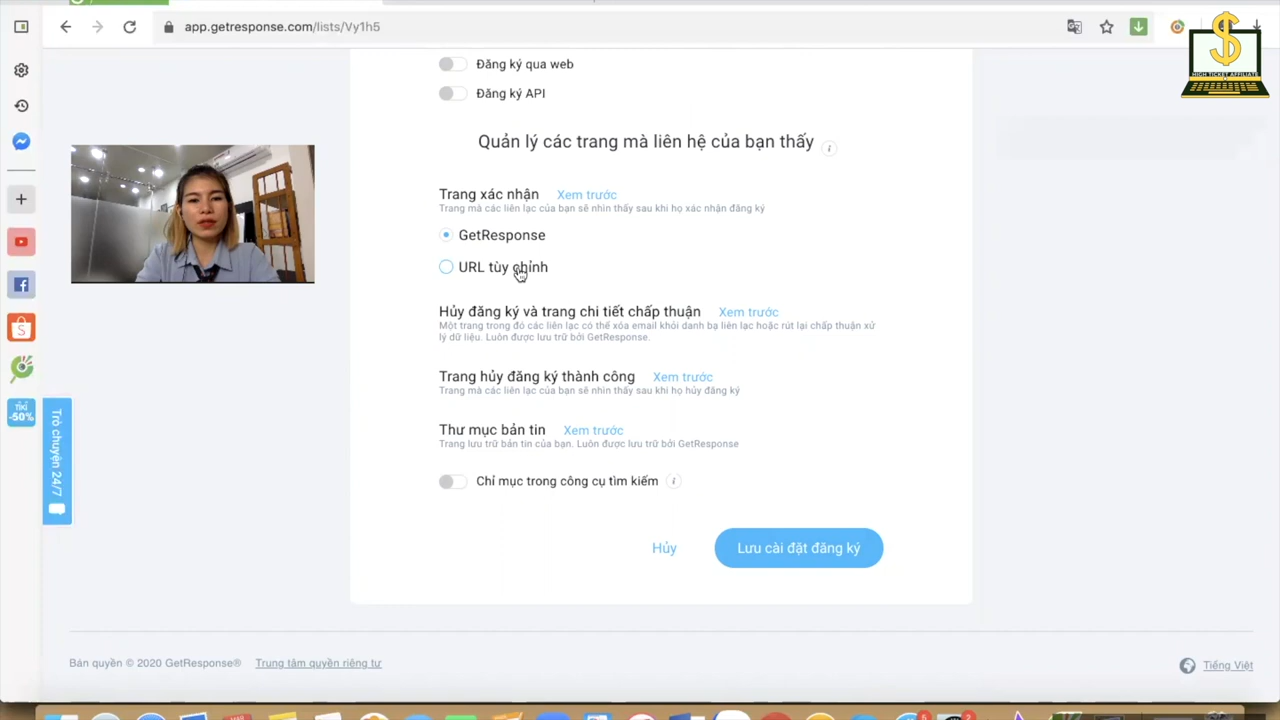 app.getresponse.com/lists/Vy1h5
HIGH TICKET AFFILIATE
Đăng ký qua web
Đăng ký API
Quản lý các trang mà liên hệ của bạn thấy
Trang xác nhận Xem trước
Trang mà các liên lạc của bạn sẽ nhìn thấy sau khi họ xác nhận đăng ký
GetResponse
URL tùy chỉnh
Hủy đăng ký và trang chi tiết chấp thuận Xem trước
Một trang trong đó các liên lạc có thể xóa email khỏi danh bạ liên lạc hoặc rút lại chấp thuận xử
lý dữ liệu. Luôn được lưu trữ bởi GetResponse.
Trang hủy đăng ký thành công Xem trước
Trang mà các liên lạc của bạn sẽ nhìn thấy sau khi họ hủy đăng ký
TIKI
-50%
Trò chuyện 24/7
Thư mục bản tin Xem trước
Trang lưu trữ bản tin của bạn. Luôn được lưu trữ bởi GetResponse
Chỉ mục trong công cụ tìm kiếm
Hủy
Lưu cài đặt đăng ký
Bản quyền © 2020 GetResponse® Trung tâm quyền riêng tư
Tiếng Việt